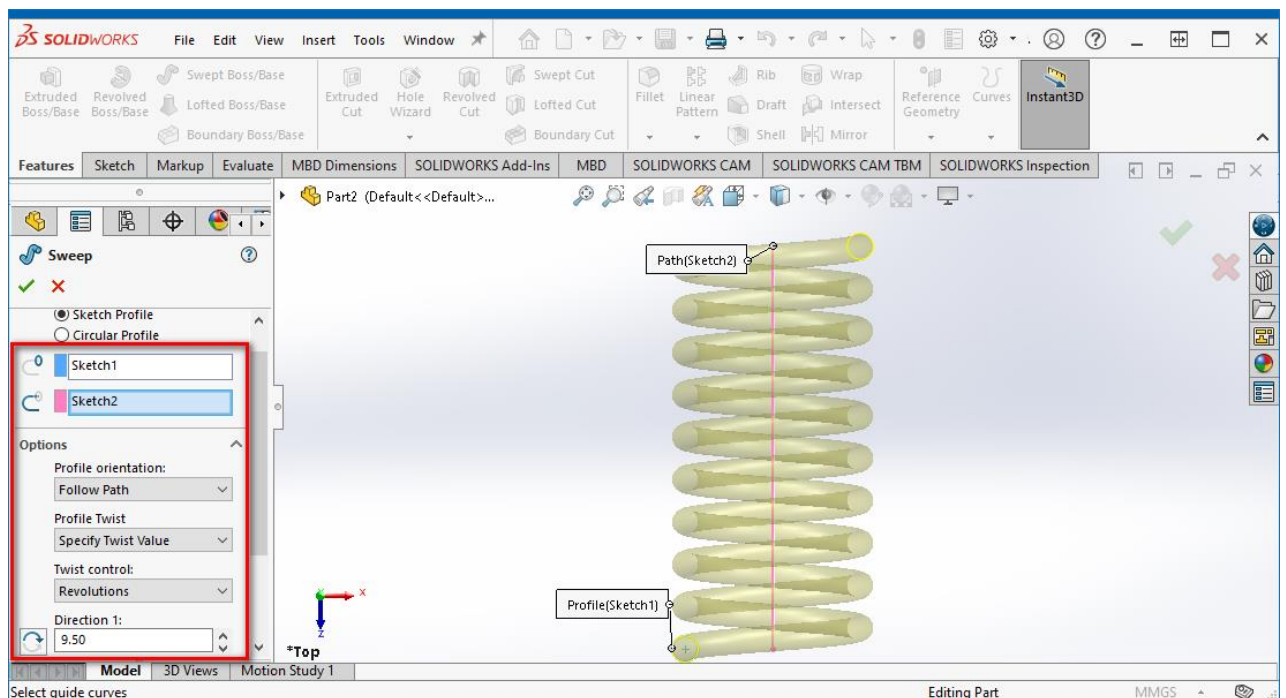 SOLIDWORKS File Edit View Insert Tools Window
Extruded Boss/Base
Revolved Boss/Base
Swept Boss/Base
Lofted Boss/Base
Boundary Boss/Base
Extruded Cut
Hole Wizard
Revolved Cut
Swept Cut
Lofted Cut
Boundary Cut
Fillet
Linear Pattern
Rib
Draft
Shell
Wrap
Intersect
Mirror
Reference Geometry
Curves
Instant3D
Features Sketch Markup Evaluate MBD Dimensions SOLIDWORKS Add-Ins MBD SOLIDWORKS CAM SOLIDWORKS CAM TBM SOLIDWORKS Inspection
Part2 (Default<<Default>...
Sweep
Sketch Profile
Circular Profile
Sketch1
Sketch2
Options
Profile orientation:
Follow Path
Profile Twist
Specify Twist Value
Twist control:
Revolutions
Direction 1:
9.50
Path(Sketch2)
Profile(Sketch1)
x
z
*Top
Model 3D Views Motion Study 1
Select guide curves Editing Part MMGS